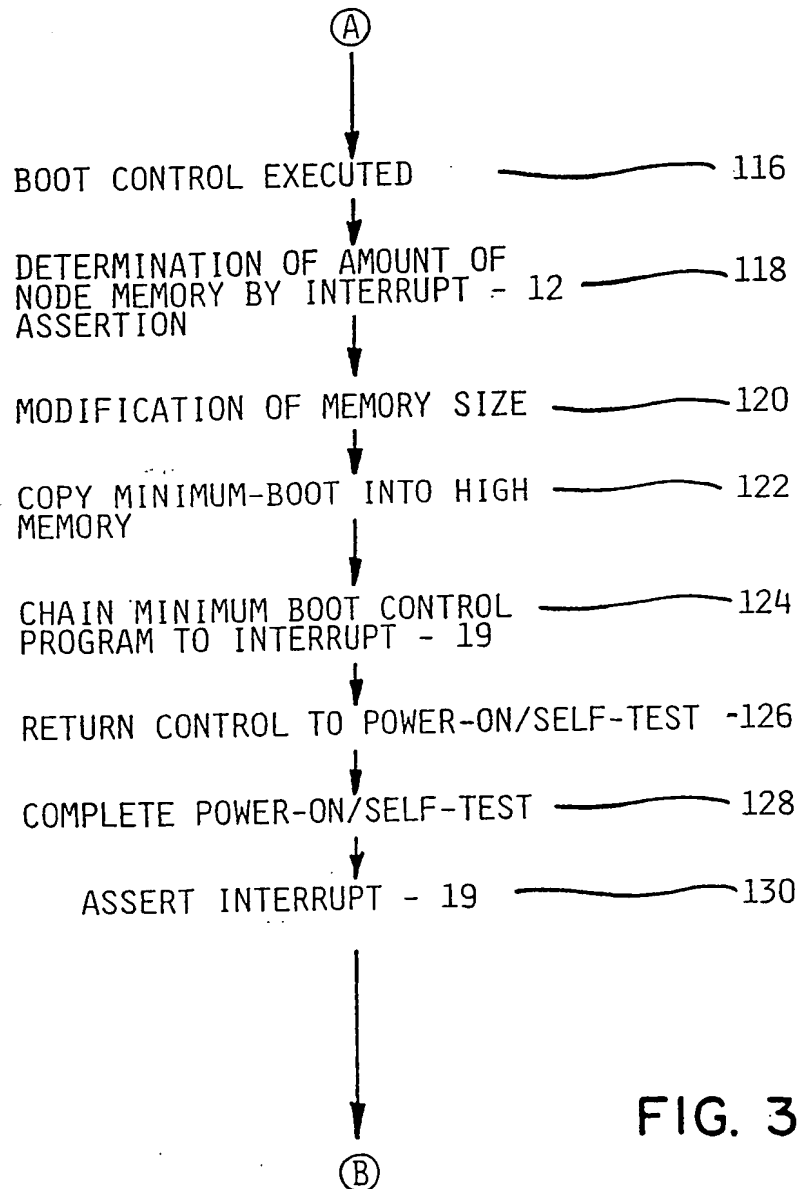 A
BOOT CONTROL EXECUTED 116
DETERMINATION OF AMOUNT OF
NODE MEMORY BY INTERRUPT - 12 118
ASSERTION
MODIFICATION OF MEMORY SIZE 120
COPY MINIMUM-BOOT INTO HIGH 122
MEMORY
CHAIN MINIMUM BOOT CONTROL 124
PROGRAM TO INTERRUPT - 19
RETURN CONTROL TO POWER-ON/SELF-TEST -126
COMPLETE POWER-ON/SELF-TEST 128
ASSERT INTERRUPT - 19 130
FIG. 3
B